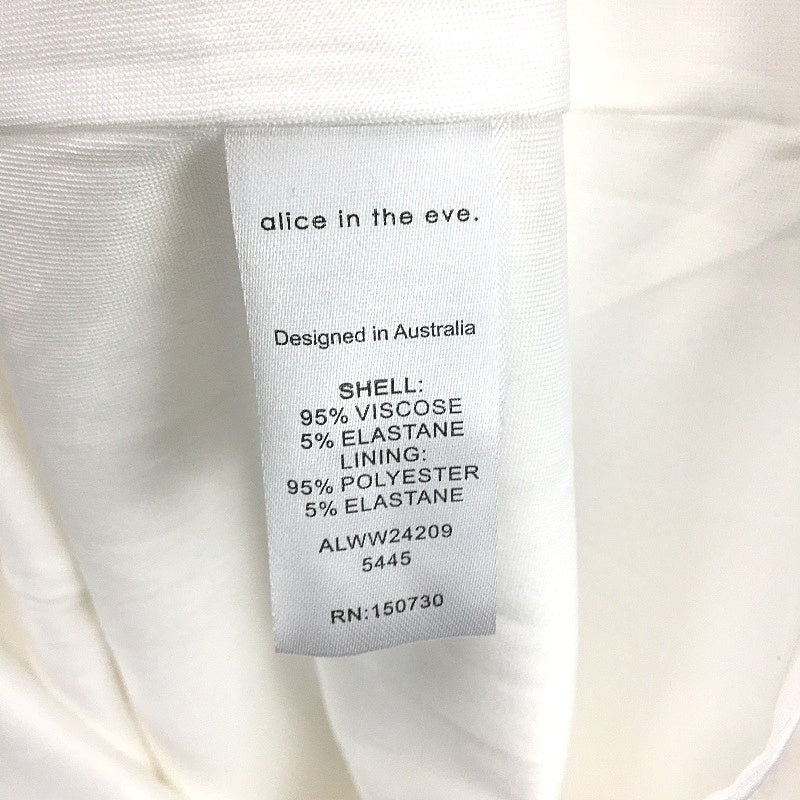 alice in the eve.
Designed in Australia
SHELL:
95% VISCOSE
5% ELASTANE
LINING:
95% POLYESTER
5% ELASTANE
ALWW24209
5445
RN:150730